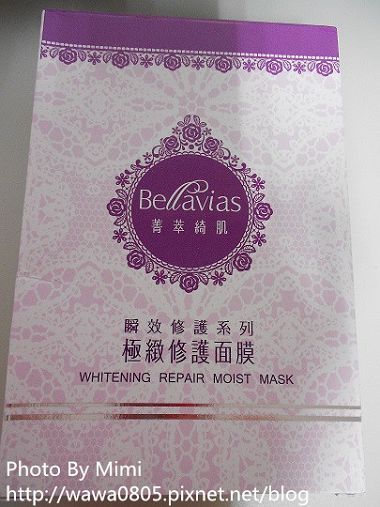 Bellavias
菁萃綺肌
瞬效修護系列
極緻修護面膜
WHITENING REPAIR MOIST MASK
Photo By Mimi
http://wawa0805.pixnet.net/blog